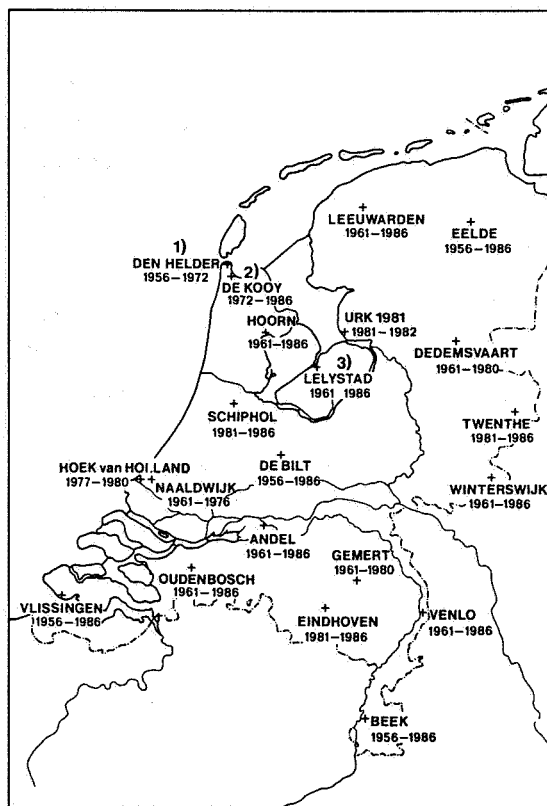 LEEUWARDEN
1961-1986
EELDE
1956-1986
1)
DEN HELDER
1956-1972
2)
DE KOOY
1972-1986
HOORN
1961-1986
URK 1981
1981-1982
DEDEMSVAART
1961-1980
3)
LELYSTAD
1961 1986
SCHIPHOL
1981-1986
TWENTHE
1981-1986
HOEK van HOLLAND
1977-1980
NAALDWIJK
1961-1976
DE BILT
1956-1986
WINTERSWIJK
1961-1986
ANDEL
1961-1986
GEMERT
1961-1980
OUDENBOSCH
1961-1986
VLISSINGEN
1956-1986
EINDHOVEN
1981-1986
VENLO
1961-1986
BEEK
1956-1986